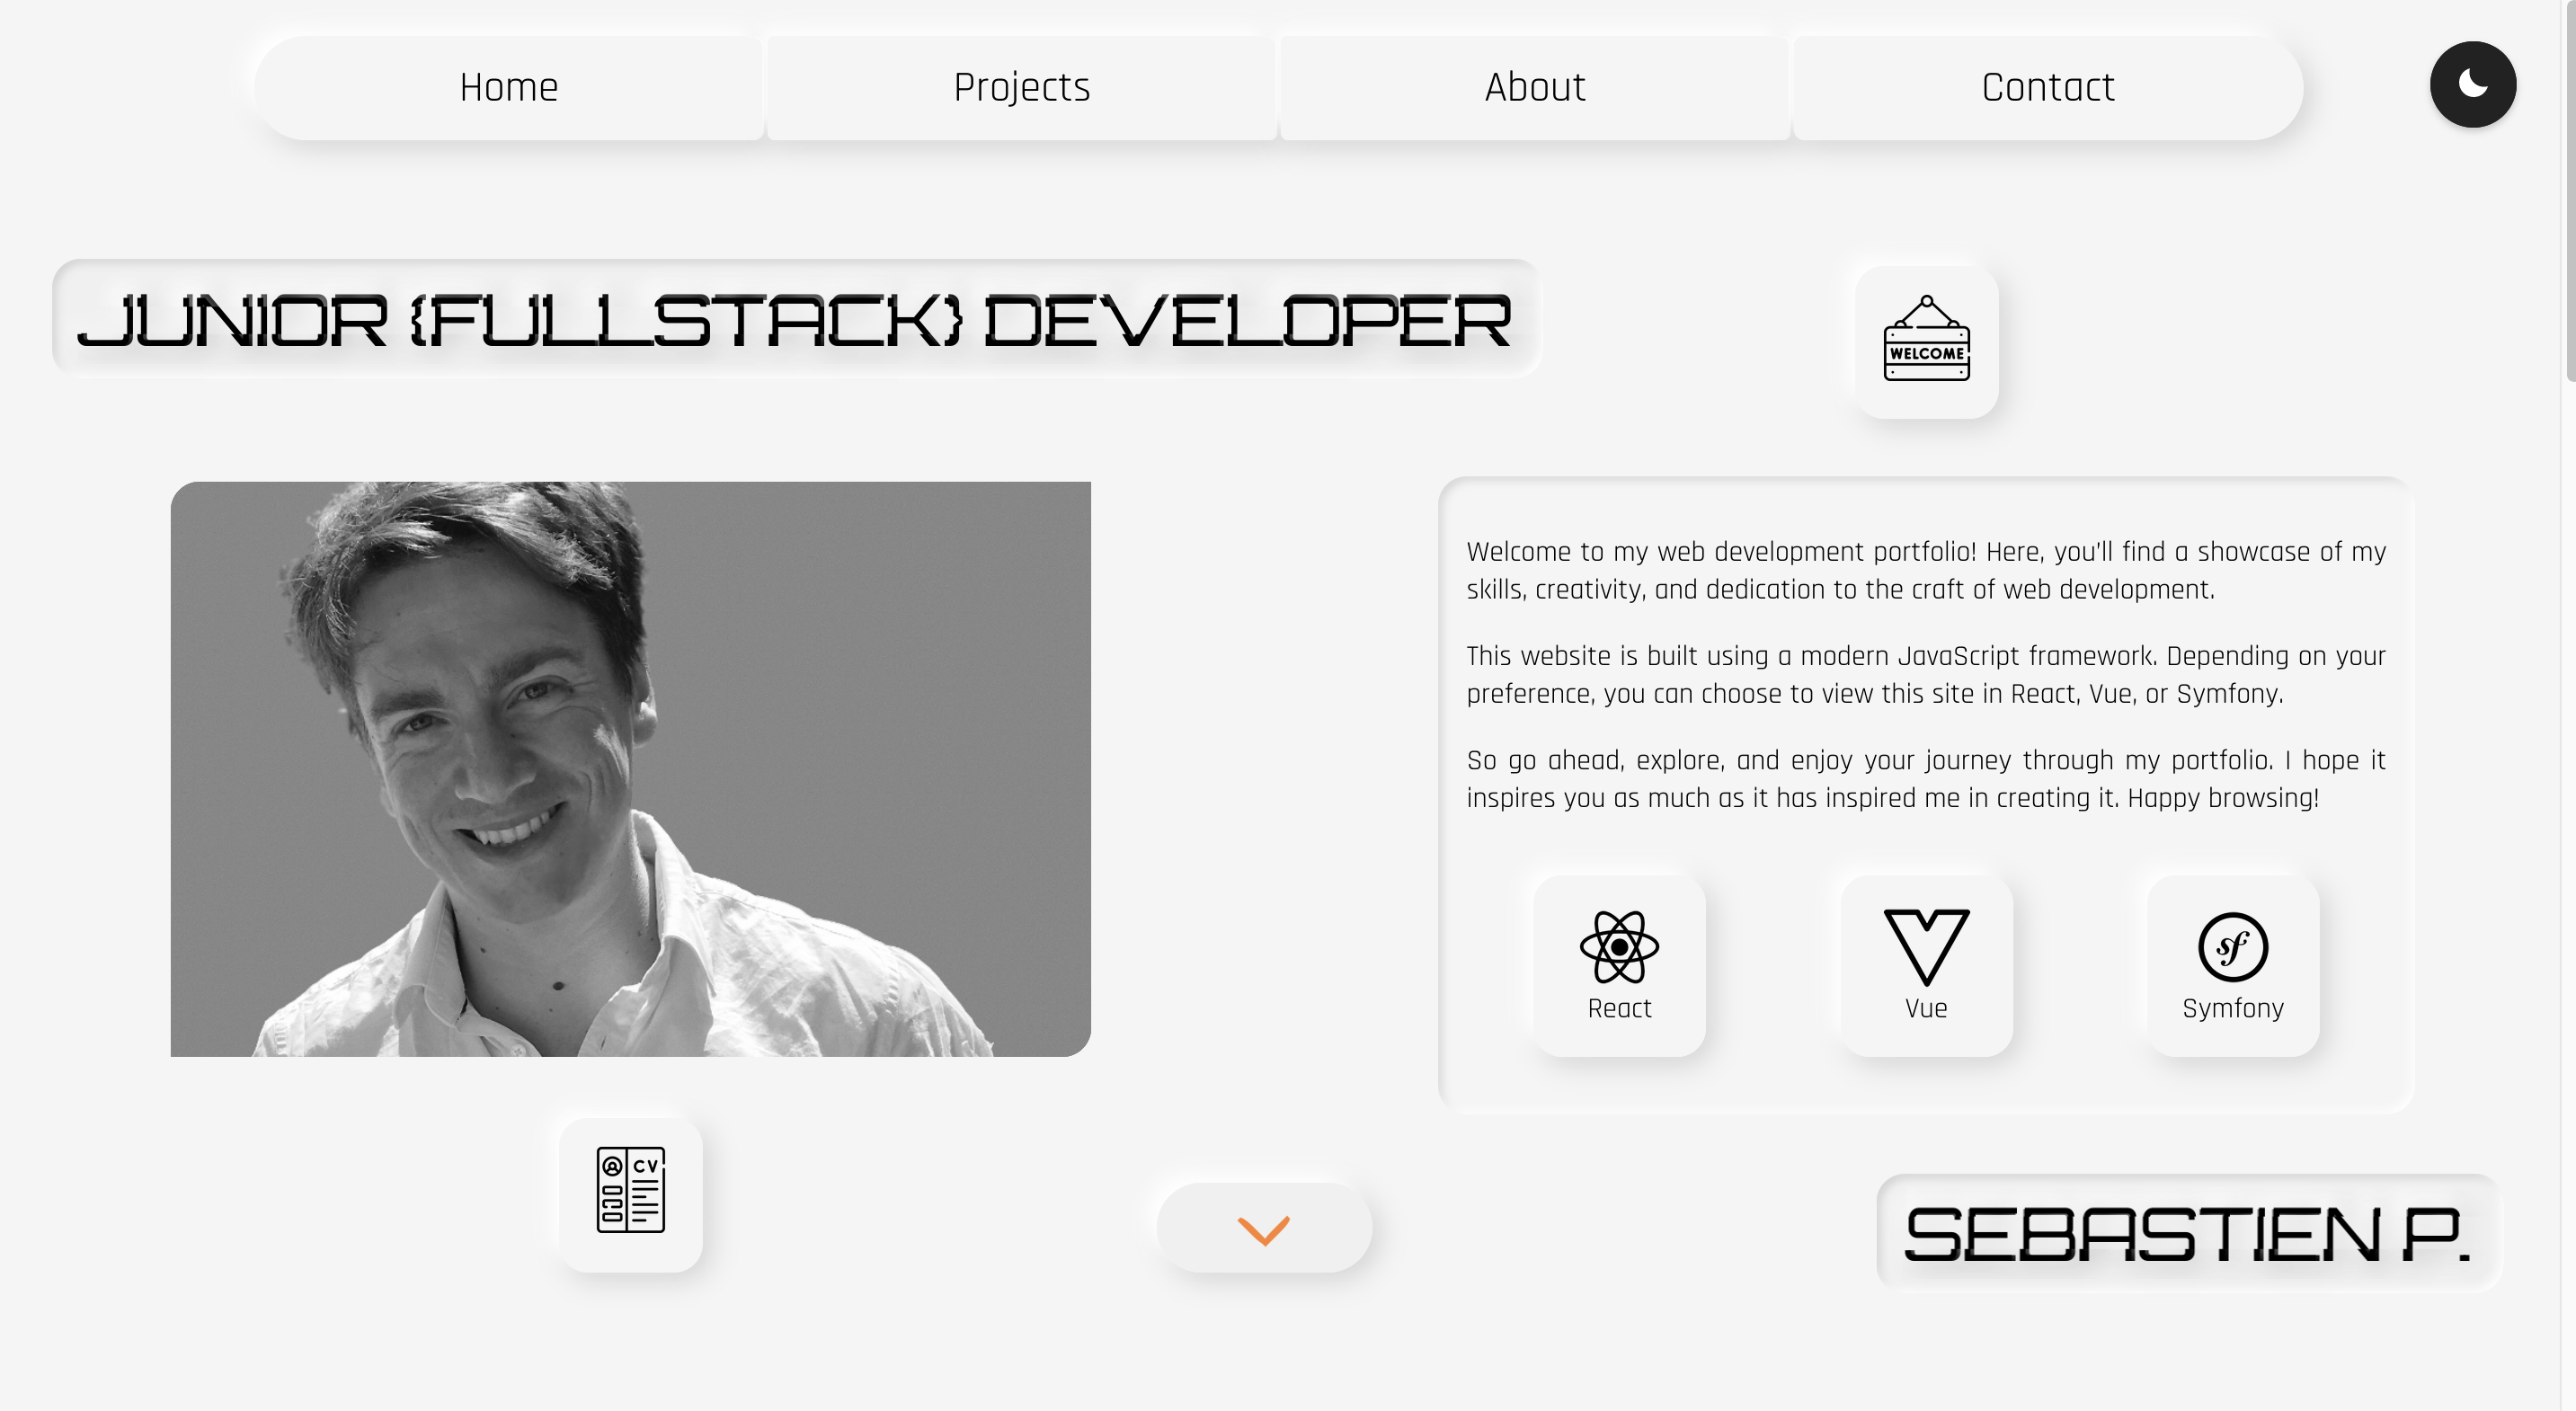 Home
Projects
About
Contact
JUNIOR {FULLSTACK} DEVELOPER
WELCOME
Welcome to my web development portfolio! Here, you'll find a showcase of my
skills, creativity, and dedication to the craft of web development.
This website is built using a modern JavaScript framework. Depending on your
preference, you can choose to view this site in React, Vue, or Symfony.
So go ahead, explore, and enjoy your journey through my portfolio. I hope it
inspires you as much as it has inspired me in creating it. Happy browsing!
sf
React
Vue
Symfony
CV
SEBASTIEN P.